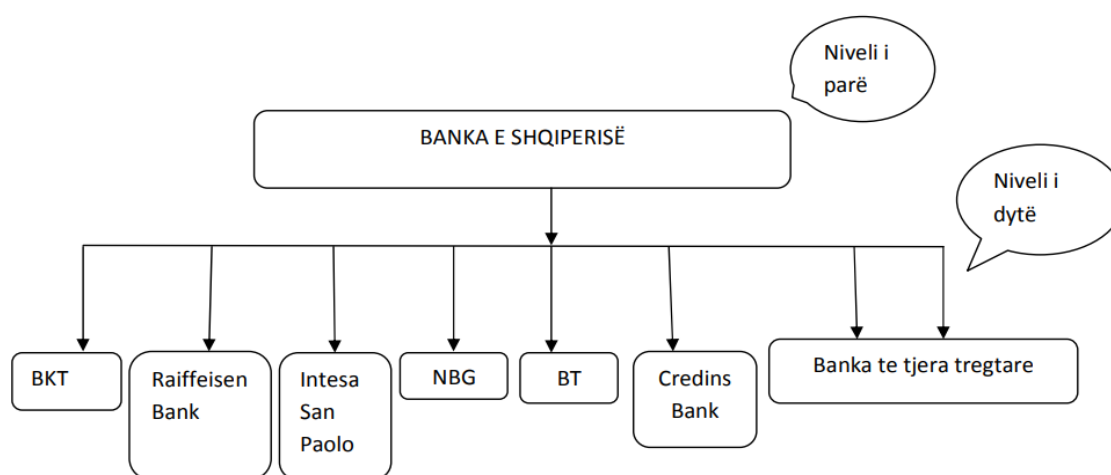 Niveli i
parë
BANKA E SHQIPERISË
Niveli i
dytë
BKT
Raiffeisen
Bank
Intesa
San
Paolo
NBG
BT
Credins
Bank
Banka te tjera tregtare